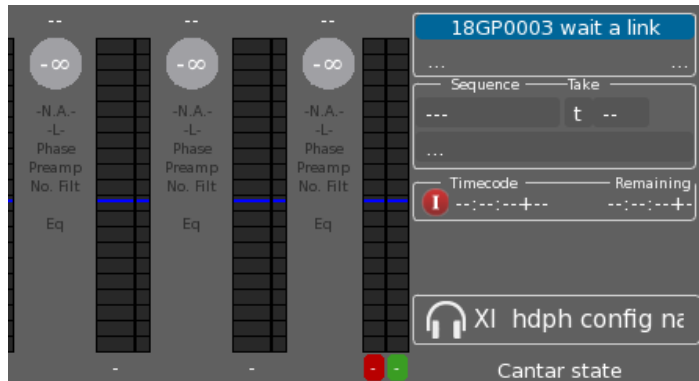 -- -- --
-∞ -∞ -∞
-N.A.- -N.A.- -N.A.-
-L- -L- -L-
Phase Phase Phase
Preamp Preamp Preamp
No. Filt No. Filt No. Filt
Eq Eq Eq
- - - -
18GP0003 wait a link
... ...
Sequence Take
--- t --
...
Timecode Remaining
I --:--:--+-- --:--:--+-
XI hdph config na
Cantar state